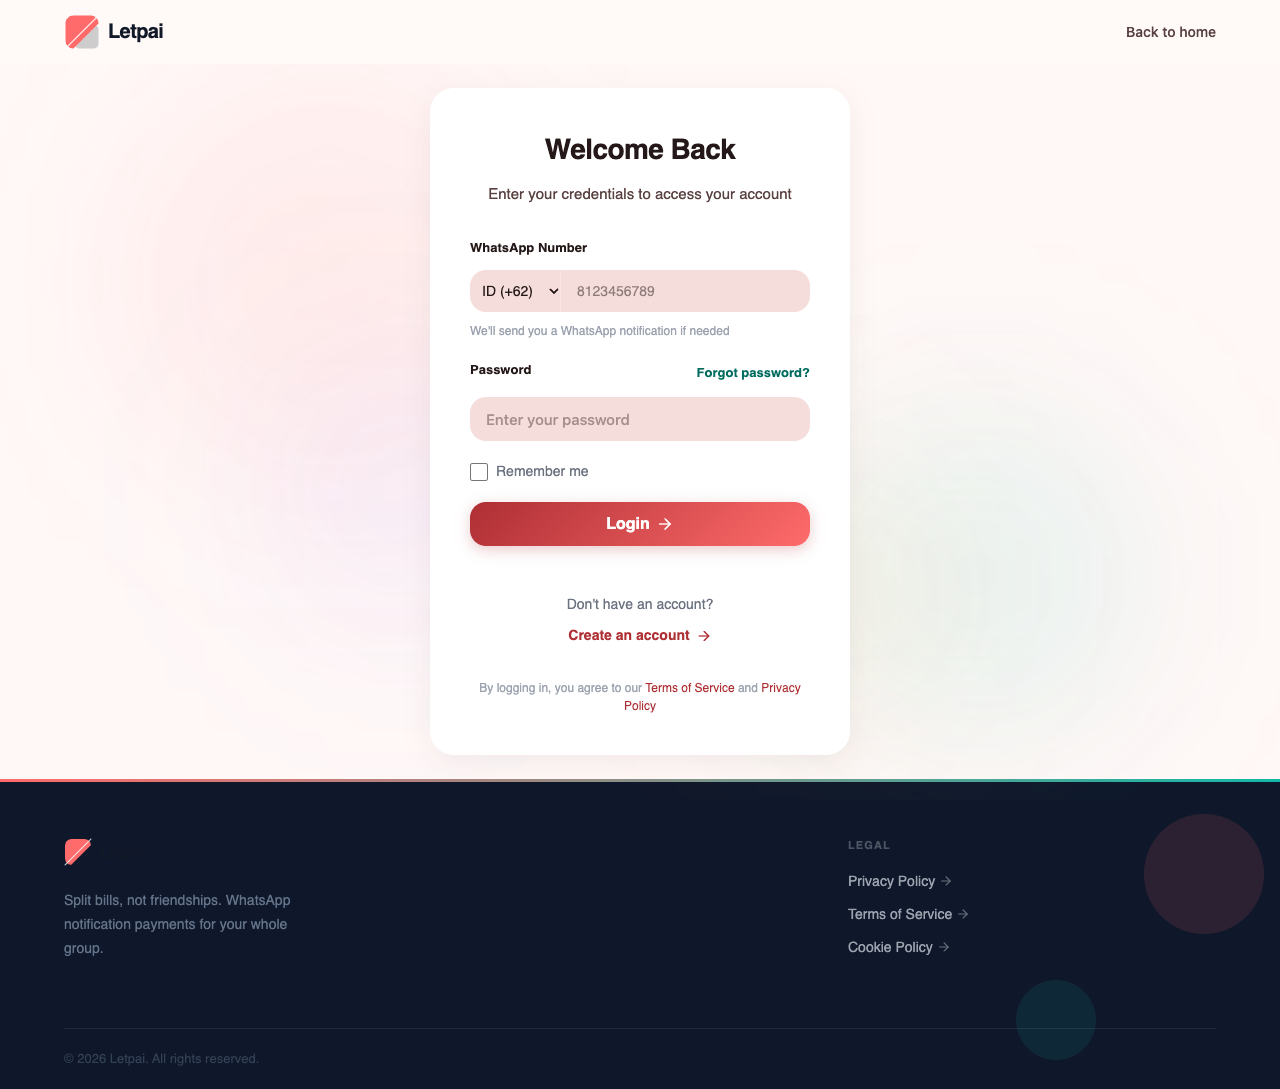 Letpai
Back to home
Welcome Back
Enter your credentials to access your account
WhatsApp Number
ID (+62)
8123456789
We'll send you a WhatsApp notification if needed
Password
Forgot password?
Enter your password
Remember me
Login
Don't have an account?
Create an account
By logging in, you agree to our Terms of Service and Privacy
Policy
Split bills, not friendships. WhatsApp
notification payments for your whole
group.
LEGAL
Privacy Policy
Terms of Service
Cookie Policy
© 2026 Letpai. All rights reserved.